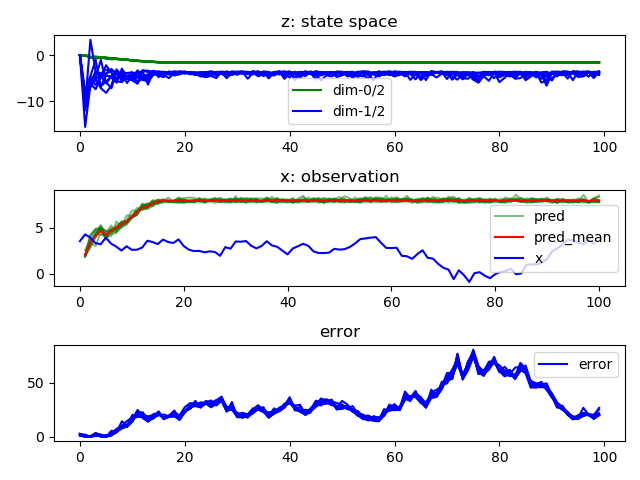 z: state space
0
−10
dim-0/2
dim-1/2
0 20 40 60 80 100
x: observation
5
0
pred
pred_mean
x
0 20 40 60 80 100
error
50
0
error
0 20 40 60 80 100